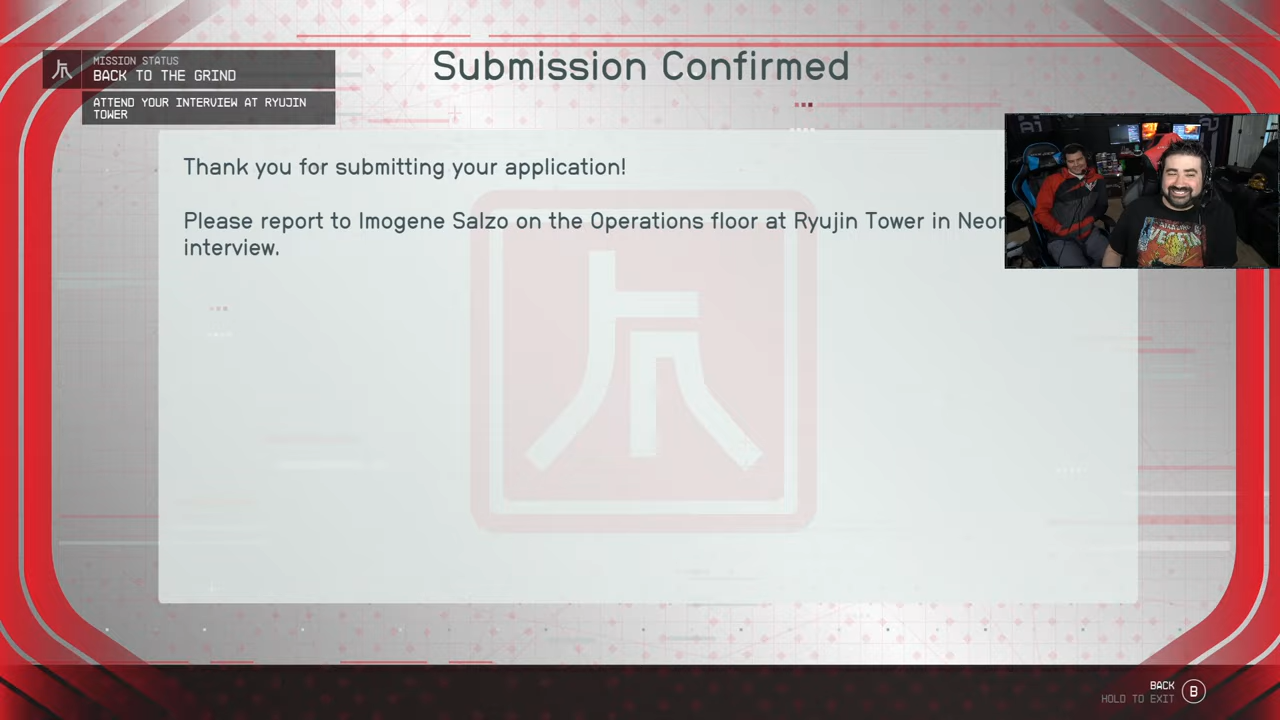 MISSION STATUS
BACK TO THE GRIND
ATTEND YOUR INTERVIEW AT RYUJIN
TOWER
Submission Confirmed
Thank you for submitting your application!
Please report to Imogene Salzo on the Operations floor at Ryujin Tower in Neon
interview.
BACK
HOLD TO EXIT
B